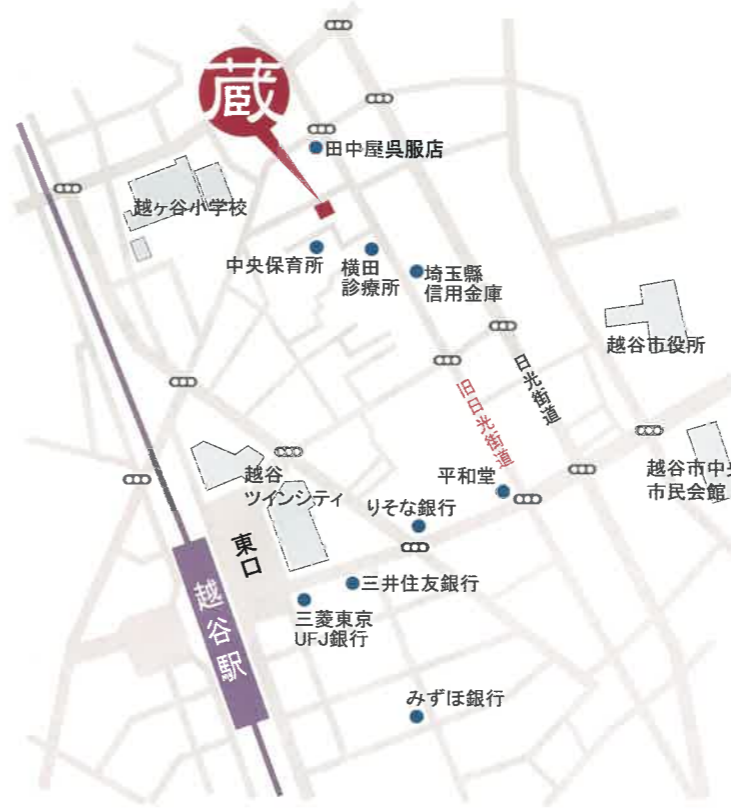 蔵
田中屋呉服店
越ヶ谷小学校
中央保育所
横田
診療所
埼玉縣
信用金庫
越谷市役所
日光街道
旧日光街道
越谷
ツインシティ
平和堂
越谷市中央
市民会館
りそな銀行
東口
三井住友銀行
三菱東京
UFJ銀行
越谷駅
みずほ銀行